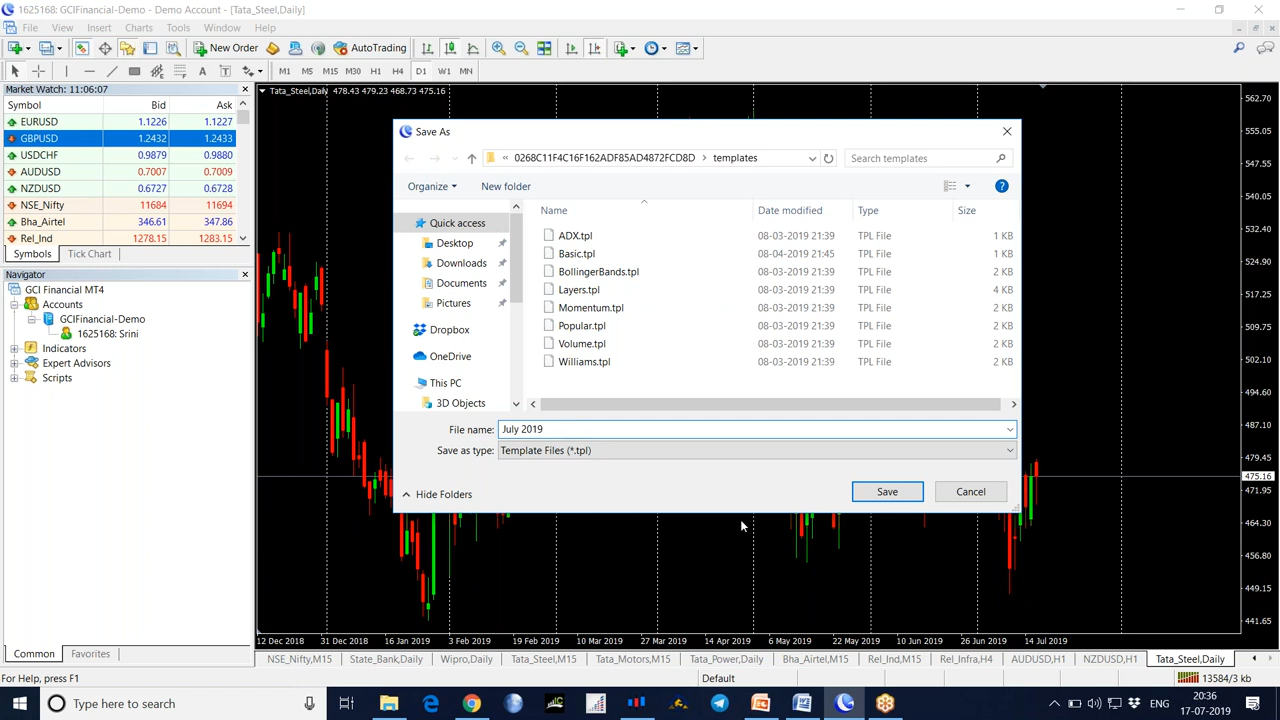 1625168: GCIFinancial-Demo - Demo Account - [Tata_Steel,Daily]
File View Insert Charts Tools Window Help
New Order AutoTrading
A T M1 M5 M15 M30 H1 H4 D1 W1 MN
Market Watch: 11:06:07
Symbol Bid Ask
EURUSD 1.1226 1.1227
GBPUSD 1.2432 1.2433
USDCHF 0.9879 0.9880
AUDUSD 0.7007 0.7009
NZDUSD 0.6727 0.6728
NSE_Nifty 11684 11694
Bha_Airtel 346.61 347.86
Rel_Ind 1278.15 1283.15
Symbols Tick Chart
Navigator
GCI Financial MT4
Accounts
GCIFinancial-Demo
1625168: Srini
Indicators
Expert Advisors
Scripts
Common Favorites
Tata_Steel,Daily 478.43 479.23 468.73 475.16
Save As
« 0268C11F4C16F162ADF85AD4872FCD8D › templates
Search templates
Organize New folder
Quick access
Desktop
Downloads
Documents
Pictures
Dropbox
OneDrive
This PC
3D Objects
Name Date modified Type Size
ADX.tpl 08-03-2019 21:39 TPL File 1 KB
Basic.tpl 08-04-2019 21:45 TPL File 1 KB
BollingerBands.tpl 08-03-2019 21:39 TPL File 2 KB
Layers.tpl 08-03-2019 21:39 TPL File 4 KB
Momentum.tpl 08-03-2019 21:39 TPL File 2 KB
Popular.tpl 08-03-2019 21:39 TPL File 2 KB
Volume.tpl 08-03-2019 21:39 TPL File 2 KB
Williams.tpl 08-03-2019 21:39 TPL File 2 KB
File name: July 2019
Save as type: Template Files (*.tpl)
Hide Folders Save Cancel
562.70
555.05
547.55
540.05
532.40
524.90
517.25
509.75
502.10
494.60
487.10
479.45
475.16
471.95
464.30
456.80
449.15
441.65
12 Dec 2018 31 Dec 2018 16 Jan 2019 3 Feb 2019 19 Feb 2019 10 Mar 2019 27 Mar 2019 14 Apr 2019 6 May 2019 22 May 2019 10 Jun 2019 26 Jun 2019 14 Jul 2019
NSE_Nifty,M15 State_Bank,Daily Wipro,Daily Tata_Steel,M15 Tata_Motors,M15 Tata_Power,Daily Bha_Airtel,M15 Rel_Ind,M15 Rel_Infra,H4 AUDUSD,H1 NZDUSD,H1 Tata_Steel,Daily
For Help, press F1 Default 13584/3 kb
Type here to search
ENG
20:36
17-07-2019